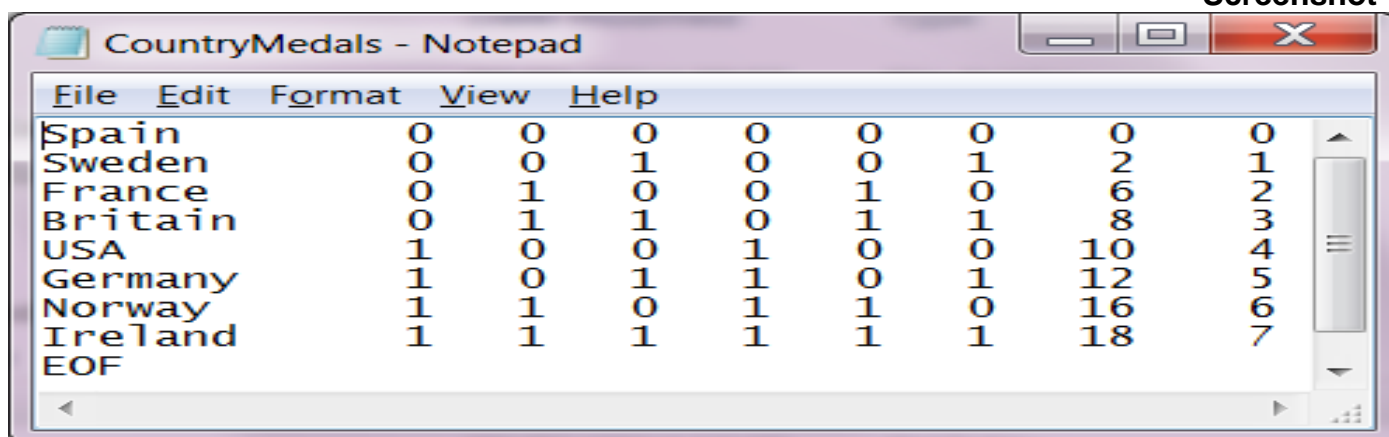 Screenshot
CountryMedals - Notepad
File Edit Format View Help
Spain 0 0 0 0 0 0 0 0
Sweden 0 0 1 0 0 1 2 1
France 0 1 0 0 1 0 6 2
Britain 0 1 1 0 1 1 8 3
USA 1 0 0 1 0 0 10 4
Germany 1 0 1 1 0 1 12 5
Norway 1 1 0 1 1 0 16 6
Ireland 1 1 1 1 1 1 18 7
EOF